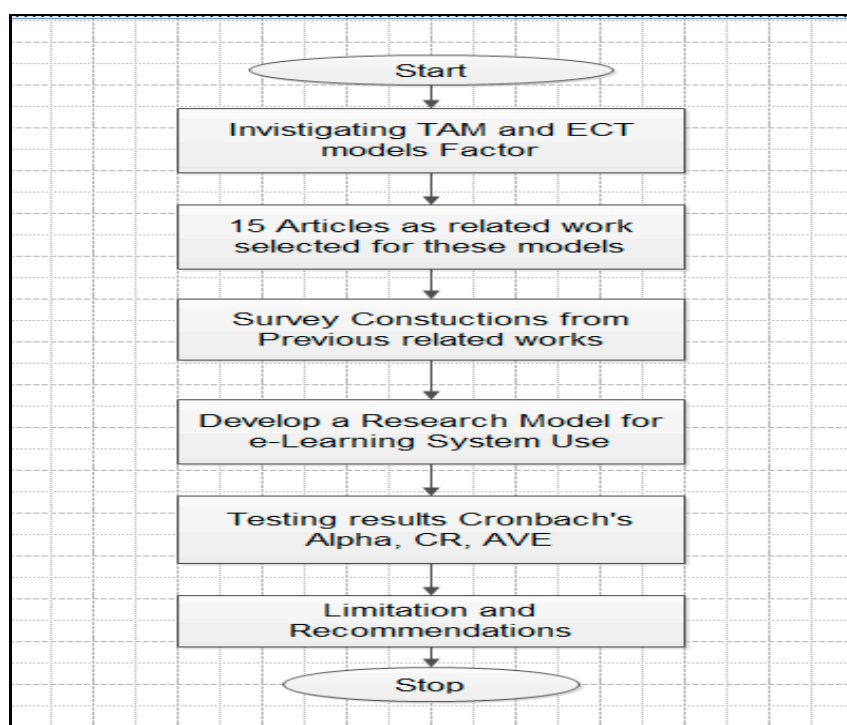 Start
Invistigating TAM and ECT
models Factor
15 Articles as related work
selected for these models
Survey Constuctions from
Previous related works
Develop a Research Model for
e-Learning System Use
Testing results Cronbach's
Alpha, CR, AVE
Limitation and
Recommendations
Stop